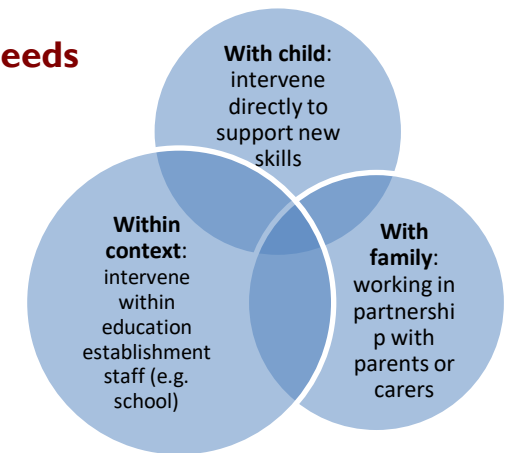 eeds
With child:
intervene
directly to
support new
skills
Within
context:
intervene
within
education
establishment
staff (e.g.
school)
With
family:
working in
partnershi
p with
parents or
carers